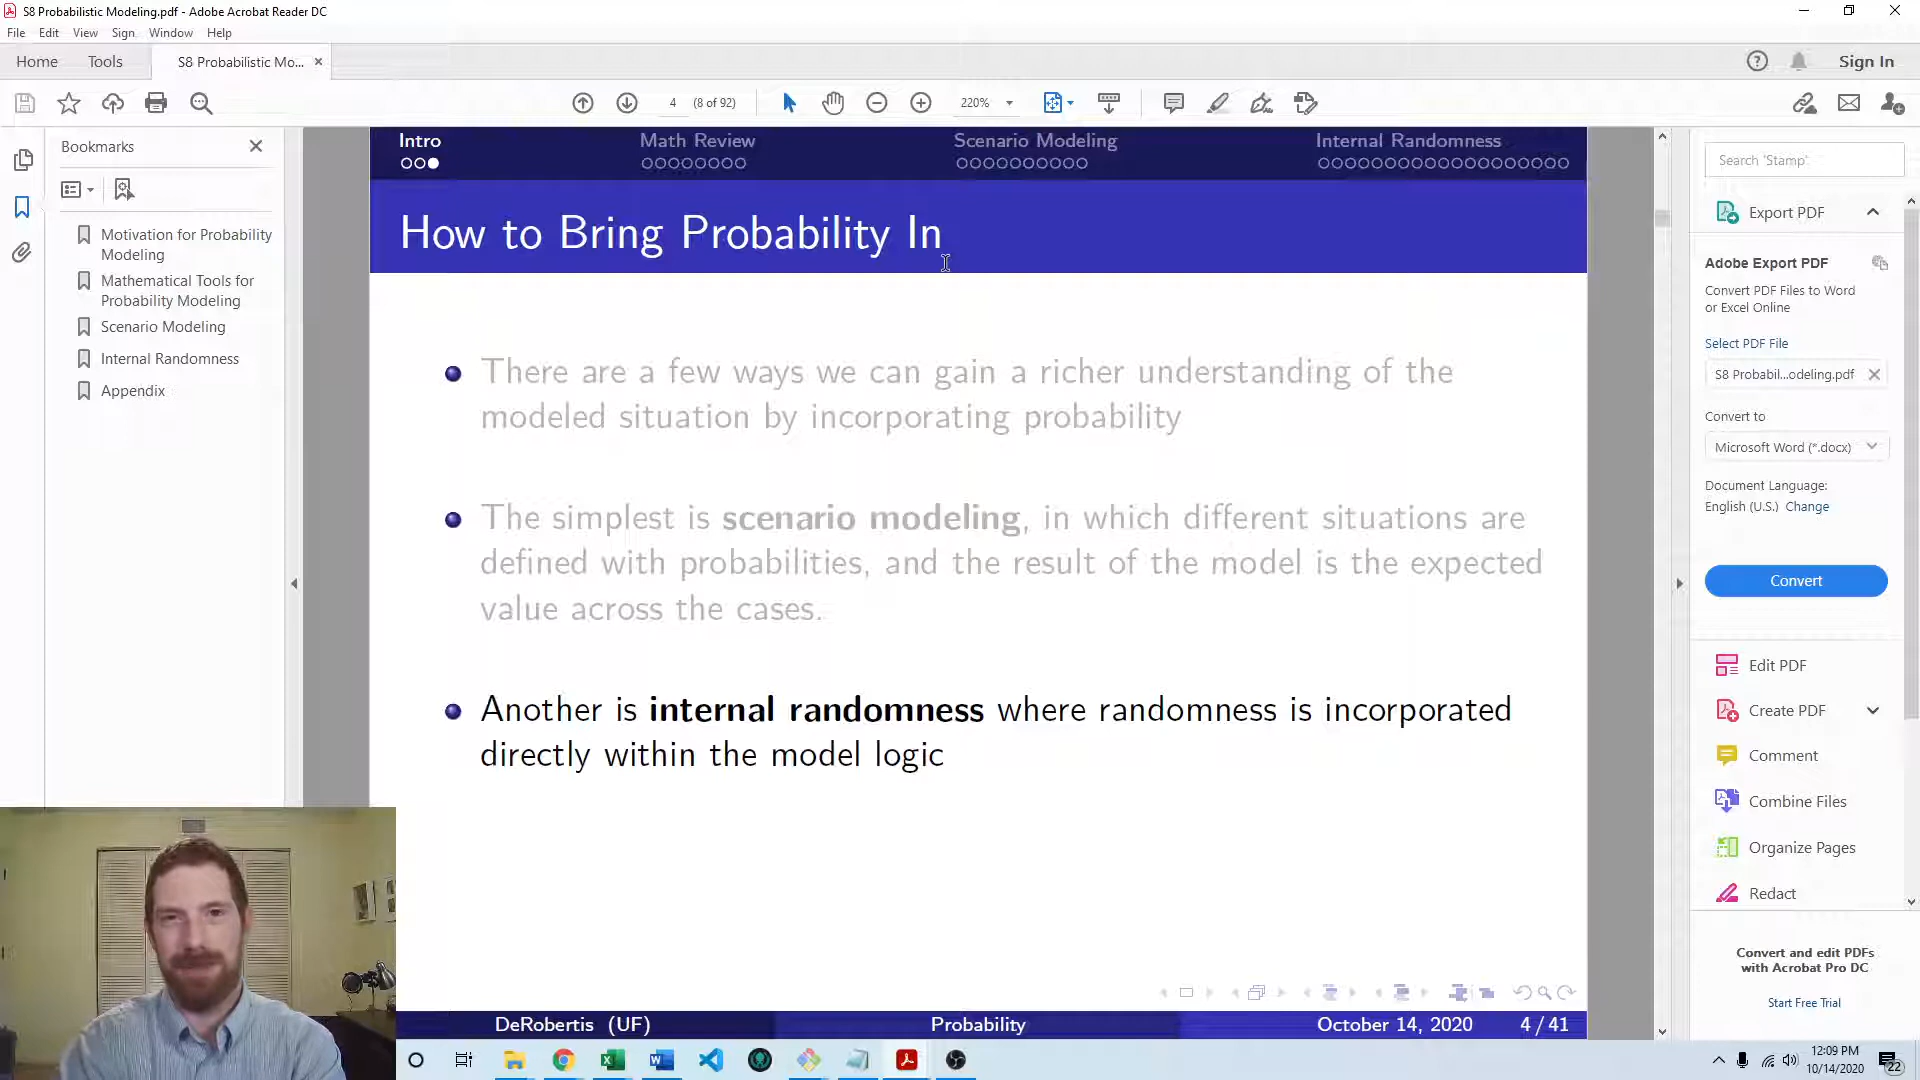 S8 Probabilistic Modeling.pdf - Adobe Acrobat Reader DC
File Edit View Sign Window Help
Home Tools S8 Probabilistic Mo... Sign In
4 (8 of 92) 220%
Bookmarks
Motivation for Probability
Modeling
Mathematical Tools for
Probability Modeling
Scenario Modeling
Internal Randomness
Appendix
Intro Math Review Scenario Modeling Internal Randomness
How to Bring Probability In
There are a few ways we can gain a richer understanding of the
modeled situation by incorporating probability
The simplest is scenario modeling, in which different situations are
defined with probabilities, and the result of the model is the expected
value across the cases.
Another is internal randomness where randomness is incorporated
directly within the model logic
DeRobertis (UF) Probability October 14, 2020 4 / 41
Search 'Stamp'
Export PDF
Adobe Export PDF
Convert PDF Files to Word
or Excel Online
Select PDF File
S8 Probabil...odeling.pdf
Convert to
Microsoft Word (*.docx)
Document Language:
English (U.S.) Change
Convert
Edit PDF
Create PDF
Comment
Combine Files
Organize Pages
Redact
Convert and edit PDFs
with Acrobat Pro DC
Start Free Trial
12:09 PM
10/14/2020
22